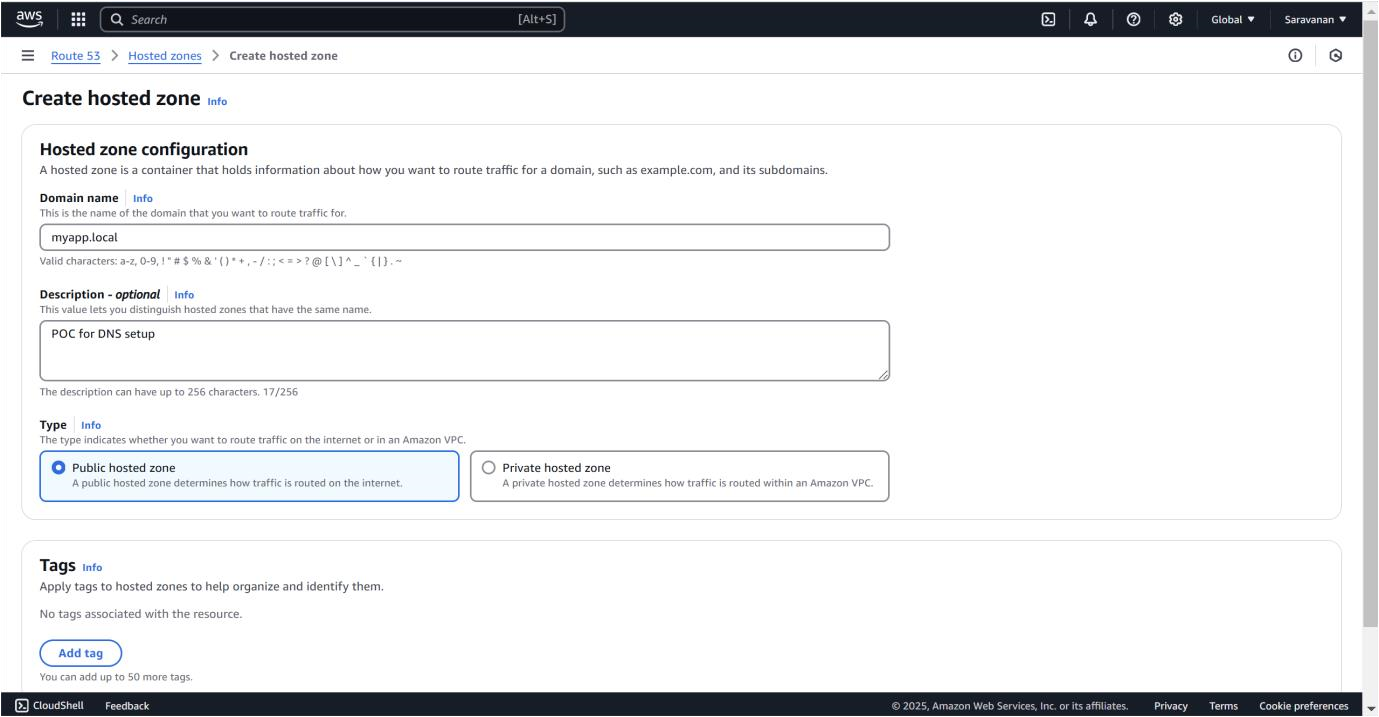 aws
Search [Alt+S] Global Saravanan
Route 53 > Hosted zones > Create hosted zone
Create hosted zone Info
Hosted zone configuration
A hosted zone is a container that holds information about how you want to route traffic for a domain, such as example.com, and its subdomains.
Domain name Info
This is the name of the domain that you want to route traffic for.
myapp.local
Valid characters: a-z, 0-9, ! " # $ % & ' ( ) * + , - / : ; < = > ? @ [ \ ] ^ _ ` { | } . ~
Description - optional Info
This value lets you distinguish hosted zones that have the same name.
POC for DNS setup
The description can have up to 256 characters. 17/256
Type Info
The type indicates whether you want to route traffic on the internet or in an Amazon VPC.
Public hosted zone
A public hosted zone determines how traffic is routed on the internet.
Private hosted zone
A private hosted zone determines how traffic is routed within an Amazon VPC.
Tags Info
Apply tags to hosted zones to help organize and identify them.
No tags associated with the resource.
Add tag
You can add up to 50 more tags.
CloudShell Feedback © 2025, Amazon Web Services, Inc. or its affiliates. Privacy Terms Cookie preferences